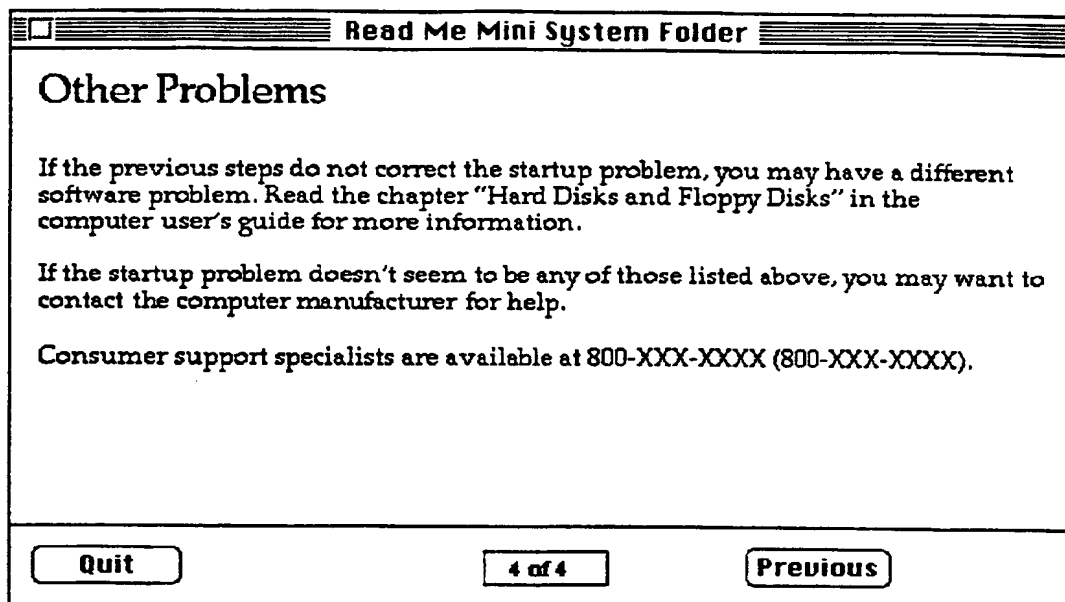 Read Me Mini System Folder
Other Problems
If the previous steps do not correct the startup problem, you may have a different
software problem. Read the chapter "Hard Disks and Floppy Disks" in the
computer user's guide for more information.
If the startup problem doesn't seem to be any of those listed above, you may want to
contact the computer manufacturer for help.
Consumer support specialists are available at 800-XXX-XXXX (800-XXX-XXXX).
Quit
4 of 4
Previous